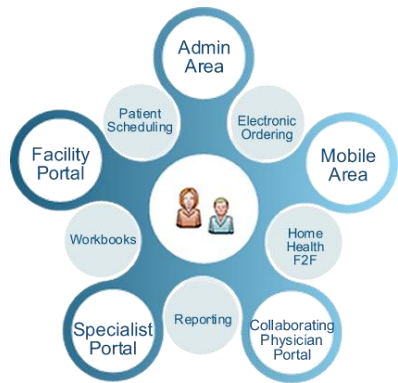 Admin
Area
Patient
Scheduling
Electronic
Ordering
Facility
Portal
Mobile
Area
Workbooks
Home
Health
F2F
Specialist
Portal
Reporting
Collaborating
Physician
Portal